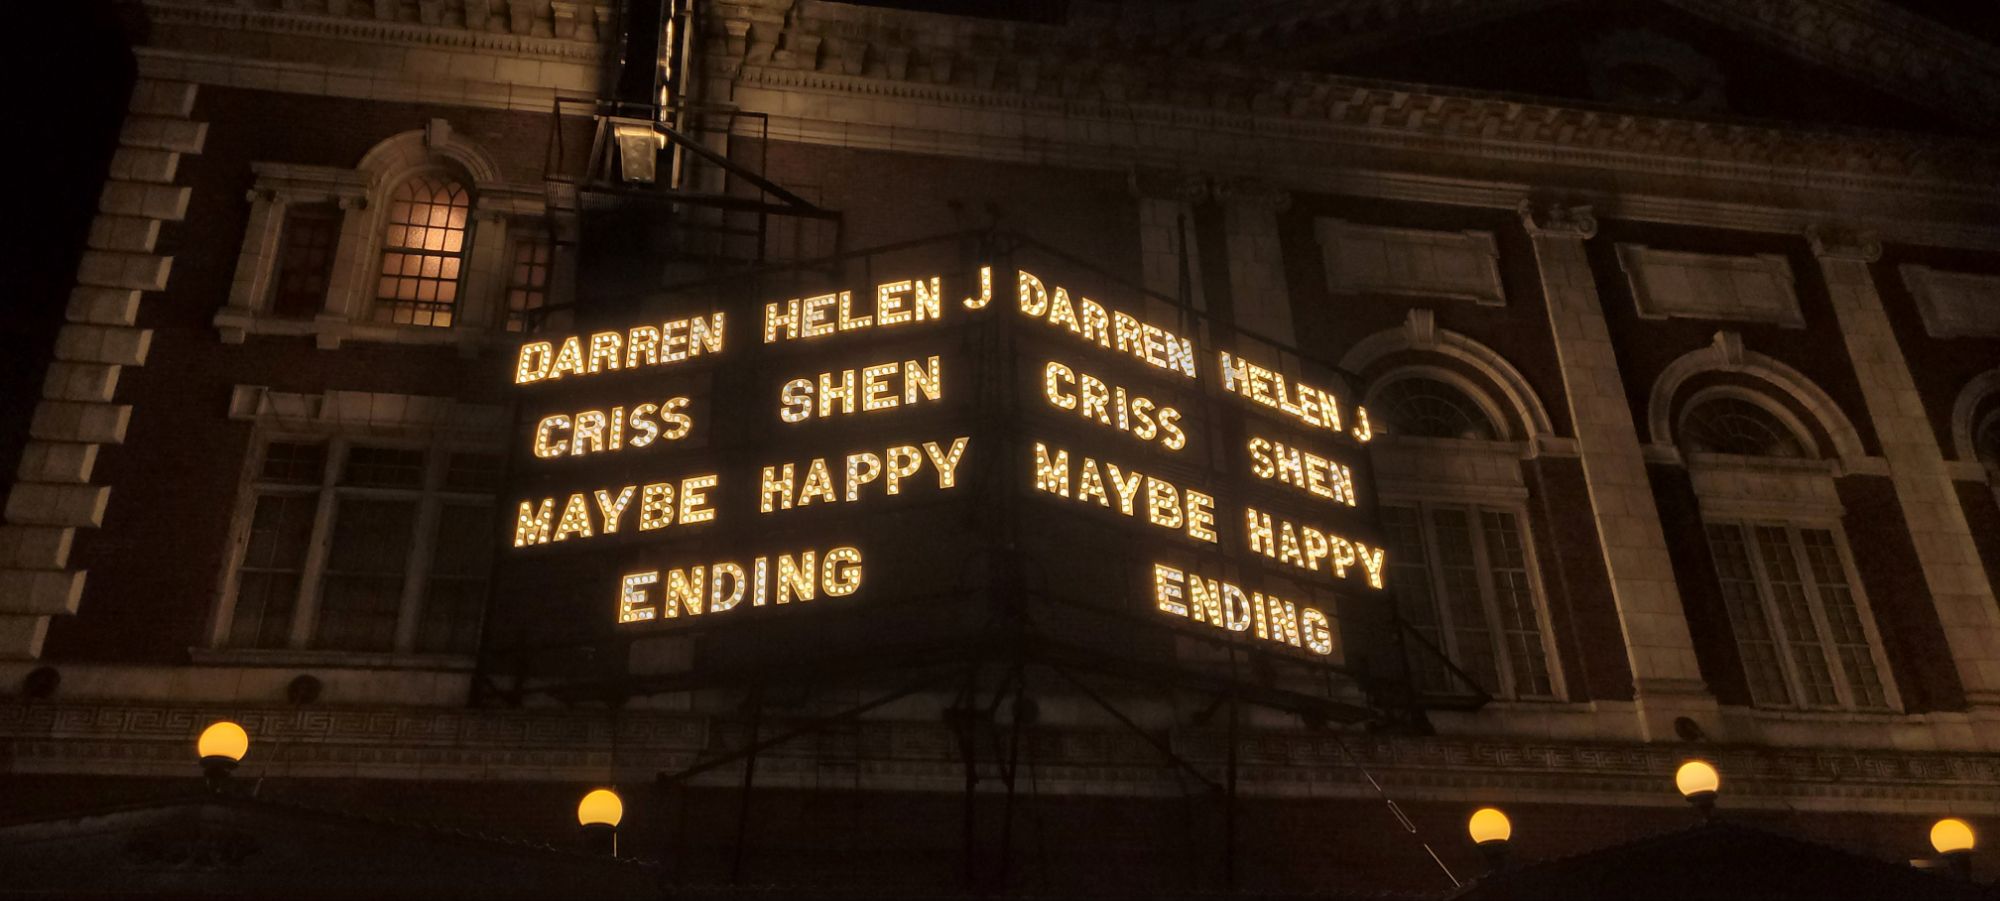 DARREN HELEN J
CRISS SHEN
MAYBE HAPPY
ENDING
DARREN HELEN J
CRISS SHEN
MAYBE HAPPY
ENDING